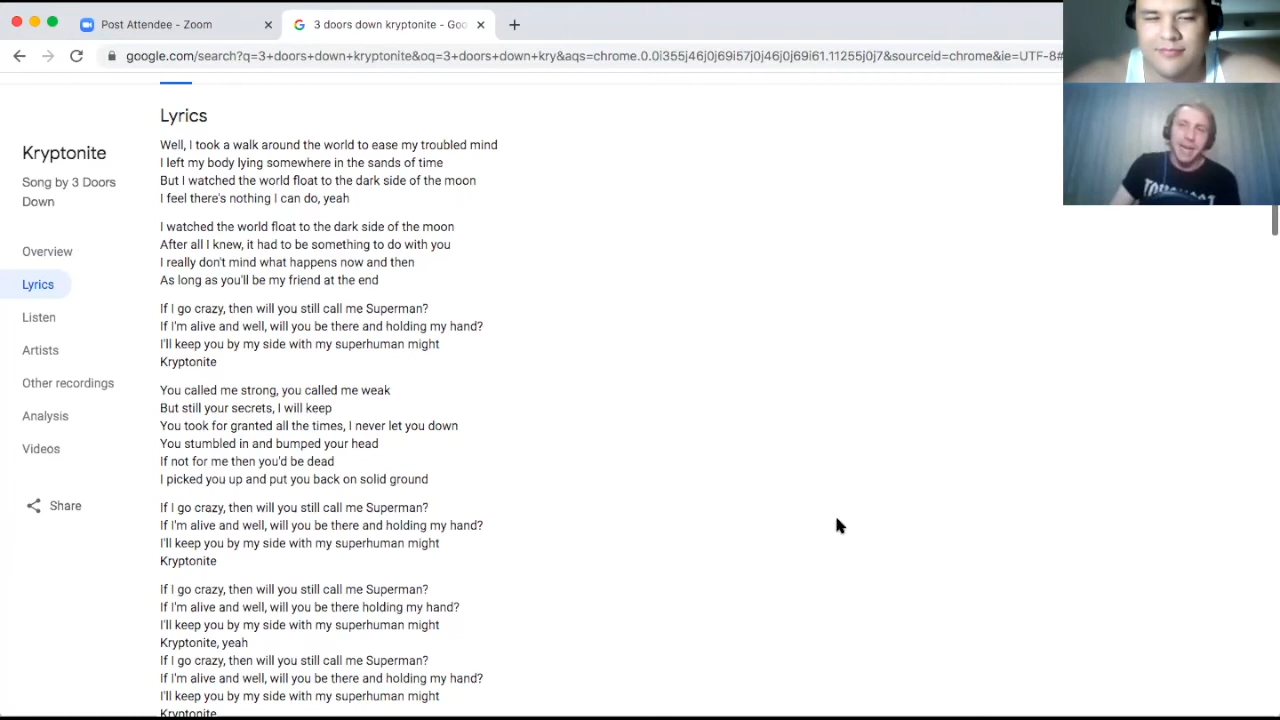 Post Attendee - Zoom
3 doors down kryptonite - Goo
google.com/search?q=3+doors+down+kryptonite&oq=3+doors+down+kry&aqs=chrome.0.0i355j46j0j69i57j0j46j0j69i61.11255j0j7&sourceid=chrome&ie=UTF-8#
Kryptonite
Song by 3 Doors
Down
Overview
Lyrics
Listen
Artists
Other recordings
Analysis
Videos
Share
Lyrics
Well, I took a walk around the world to ease my troubled mind
I left my body lying somewhere in the sands of time
But I watched the world float to the dark side of the moon
I feel there's nothing I can do, yeah
I watched the world float to the dark side of the moon
After all I knew, it had to be something to do with you
I really don't mind what happens now and then
As long as you'll be my friend at the end
If I go crazy, then will you still call me Superman?
If I'm alive and well, will you be there and holding my hand?
I'll keep you by my side with my superhuman might
Kryptonite
You called me strong, you called me weak
But still your secrets, I will keep
You took for granted all the times, I never let you down
You stumbled in and bumped your head
If not for me then you'd be dead
I picked you up and put you back on solid ground
If I go crazy, then will you still call me Superman?
If I'm alive and well, will you be there and holding my hand?
I'll keep you by my side with my superhuman might
Kryptonite
If I go crazy, then will you still call me Superman?
If I'm alive and well, will you be there holding my hand?
I'll keep you by my side with my superhuman might
Kryptonite, yeah
If I go crazy, then will you still call me Superman?
If I'm alive and well, will you be there and holding my hand?
I'll keep you by my side with my superhuman might
Kryptonite